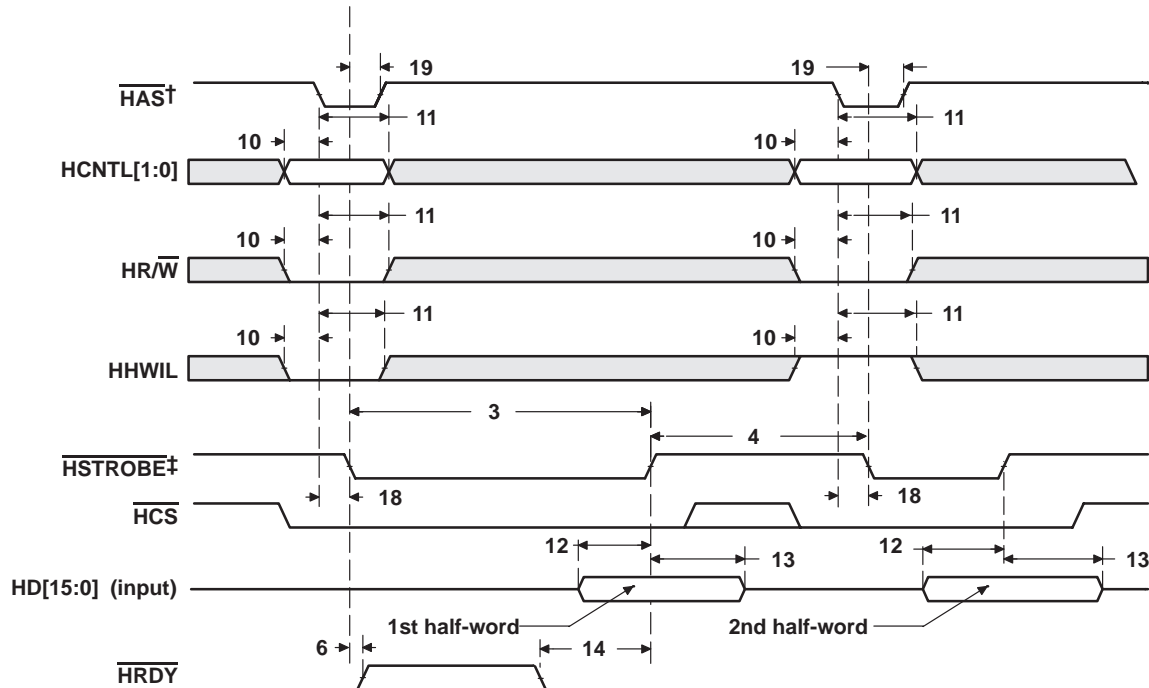 19 19
HAS†
11 11
10 10
HCNTL[1:0]
11 11
10 10
HR/W
11 11
10 10
HHWIL
3
4
HSTROBE‡
18 18
HCS
12 12
13 13
HD[15:0] (input)
1st half-word 2nd half-word
6 14
HRDY